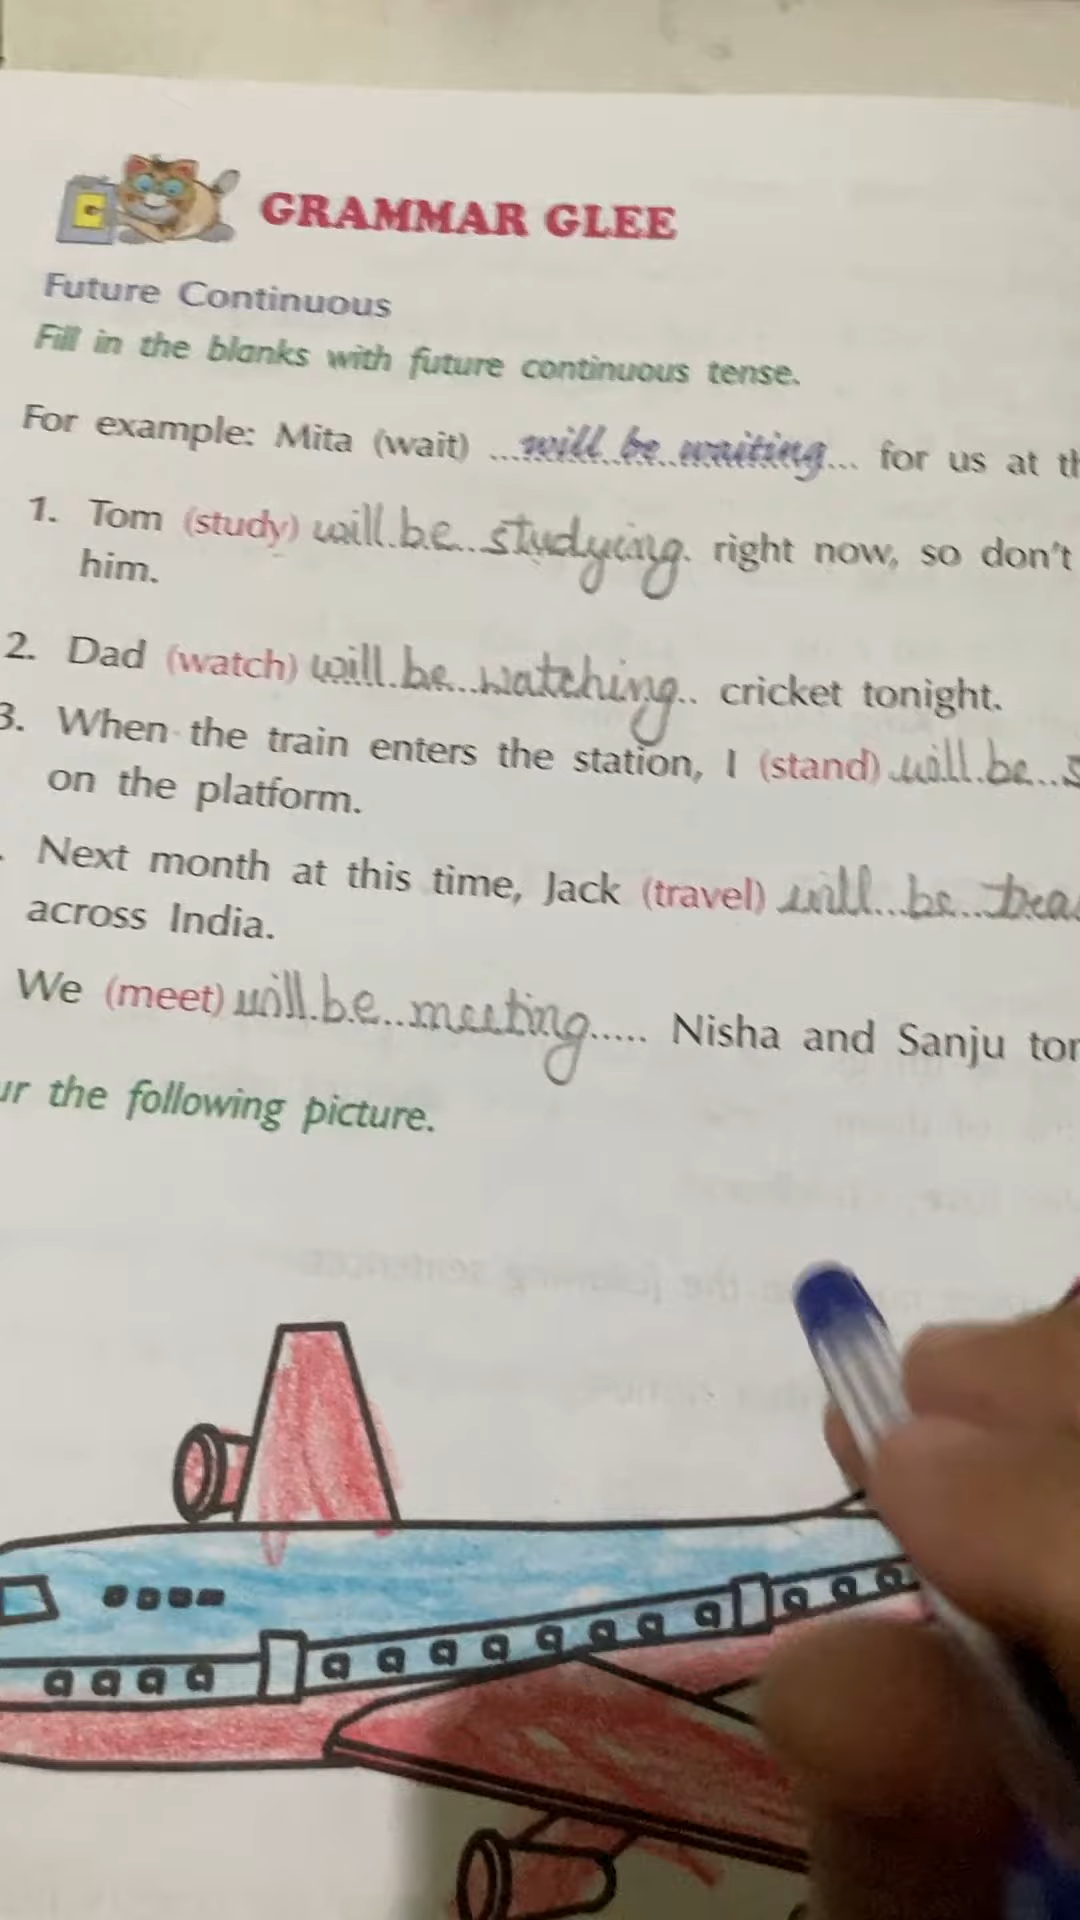 C
GRAMMAR GLEE
Future Continuous
Fill in the blanks with future continuous tense.
For example: Mita (wait) ...will be waiting... for us at
1. Tom (study) will be studying. right now, so don't
him.
2. Dad (watch) will be watching.. cricket tonight.
3. When the train enters the station, I (stand) will be
on the platform.
Next month at this time, Jack (travel) will be
across India.
We (meet) will be meeting..... Nisha and Sanju
the following picture.